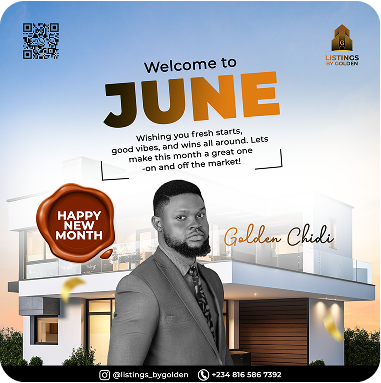 LISTINGS
BY GOLDEN
Welcome to
JUNE
Wishing you fresh starts,
good vibes, and wins all around. Lets
make this month a great one
-on and off the market!
HAPPY
NEW
MONTH
Golden Chidi
@listings_bygolden
+234 816 586 7392